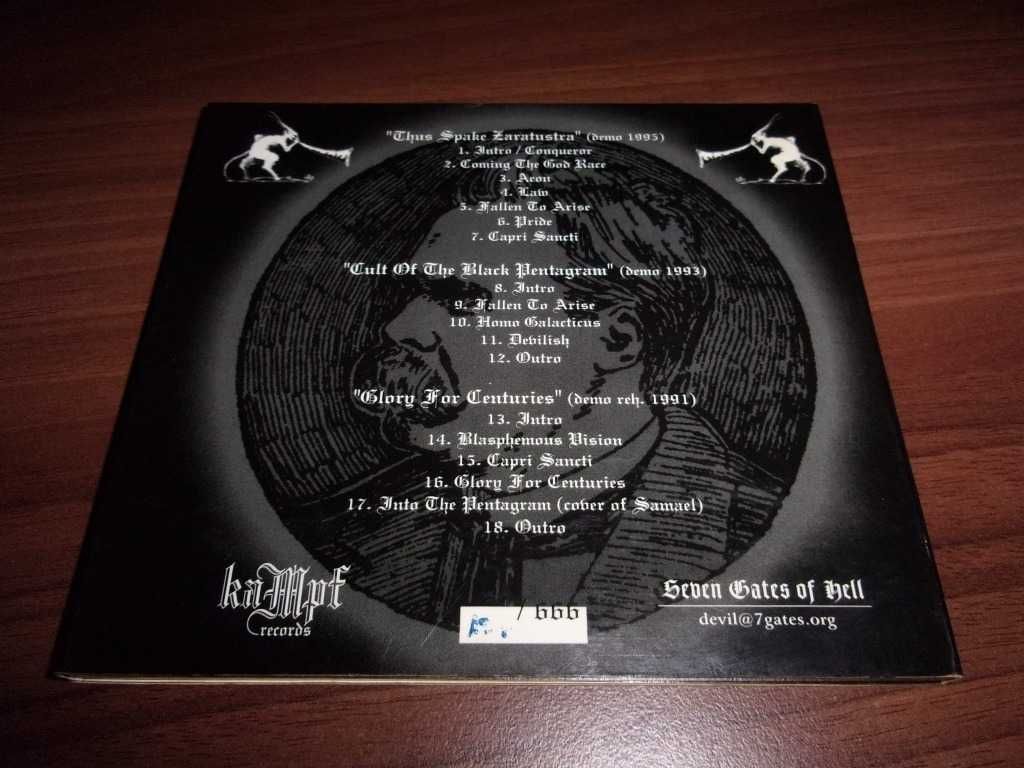 "Thus Spake Zaratustra" (demo 1995)
1. Intro / Conqueror
2. Coming The God Race
3. Aeon
4. Law
5. Fallen To Arise
6. Pride
7. Capri Sancti
"Cult Of The Black Pentagram" (demo 1993)
8. Intro
9. Fallen To Arise
10. Homo Galacticus
11. Devilish
12. Outro
"Glory For Centuries" (demo reh. 1991)
13. Intro
14. Blasphemous Vision
15. Capri Sancti
16. Glory For Centuries
17. Into The Pentagram (cover of Samael)
18. Outro
kaMpf
records
/ 666
Seven Gates of Hell
devil@7gates.org